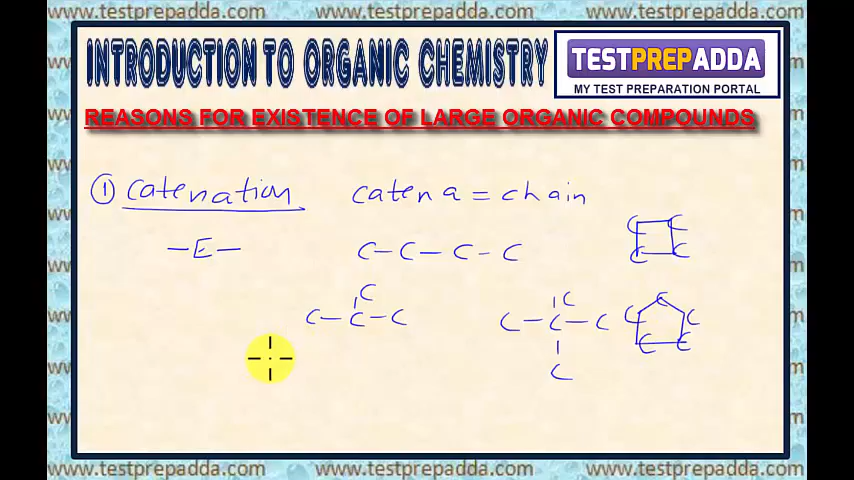 www.testprepadda.com www.testprepadda.com www.testprepadda.com
INTRODUCTION TO ORGANIC CHEMISTRY
TESTPREPADDA
MY TEST PREPARATION PORTAL
REASONS FOR EXISTENCE OF LARGE ORGANIC COMPOUNDS
① Catenation catena = chain
C C
-E- C-C-C-C
C C
C C C
C-C-C C-C-C C C
C C
C
www.testprepadda.com www.testprepadda.com www.testprepadda.com